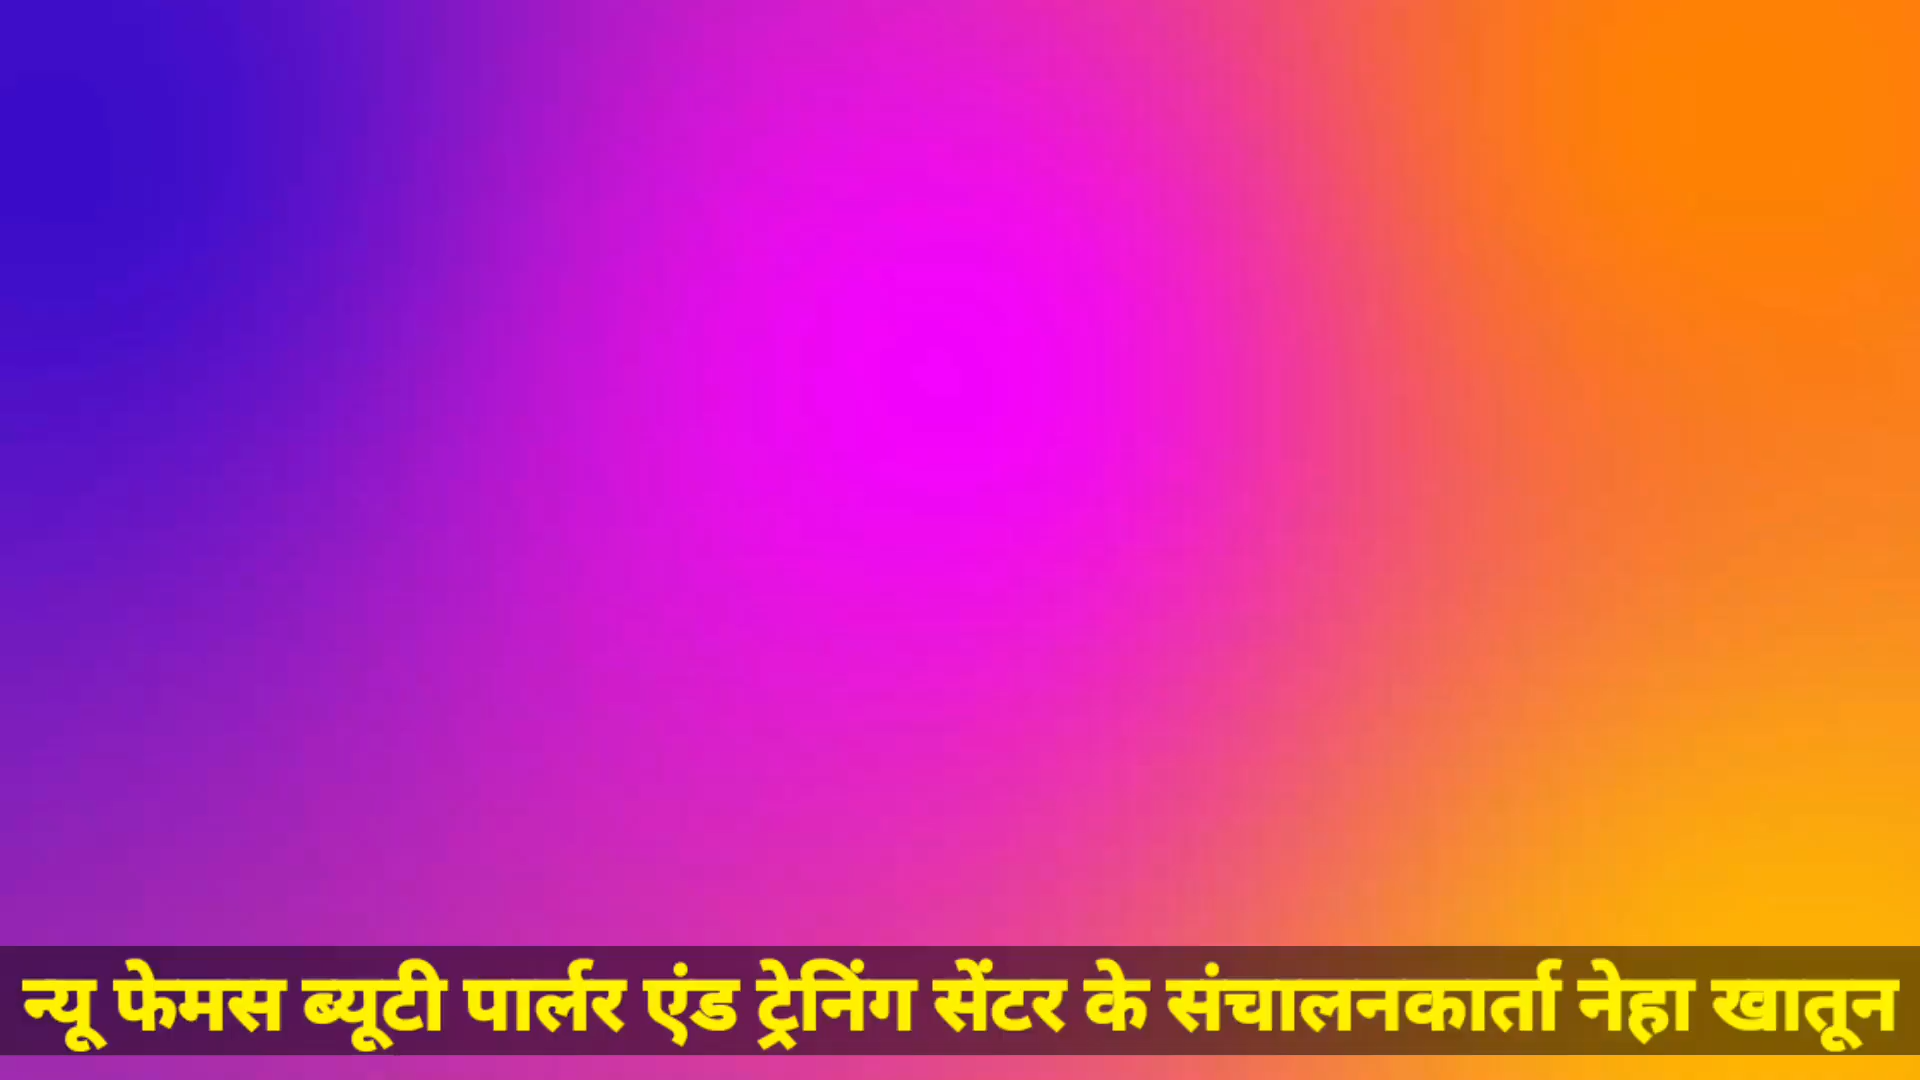 न्यू फेमस ब्यूटी पार्लर एंड ट्रेनिंग सेंटर के संचालनकार्ता नेहा खातून